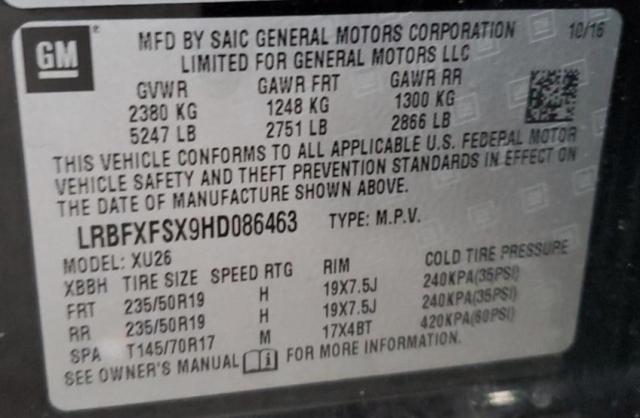 GM ® MFD BY SAIC GENERAL MOTORS CORPORATION 10/16
LIMITED FOR GENERAL MOTORS LLC
GVWR GAWR FRT GAWR RR
2380 KG 1248 KG 1300 KG
5247 LB 2751 LB 2866 LB
THIS VEHICLE CONFORMS TO ALL APPLICABLE U.S. FEDERAL MOTOR
VEHICLE SAFETY AND THEFT PREVENTION STANDARDS IN EFFECT ON
THE DATE OF MANUFACTURE SHOWN ABOVE.
LRBFXFSX9HD086463 TYPE: M.P.V.
MODEL: XU26
XBBH TIRE SIZE SPEED RTG RIM COLD TIRE PRESSURE
FRT 235/50R19 H 19X7.5J 240KPA(35PSI)
RR 235/50R19 H 19X7.5J 240KPA(35PSI)
SPA T145/70R17 M 17X4BT 420KPA(60PSI)
SEE OWNER'S MANUAL i FOR MORE INFORMATION.